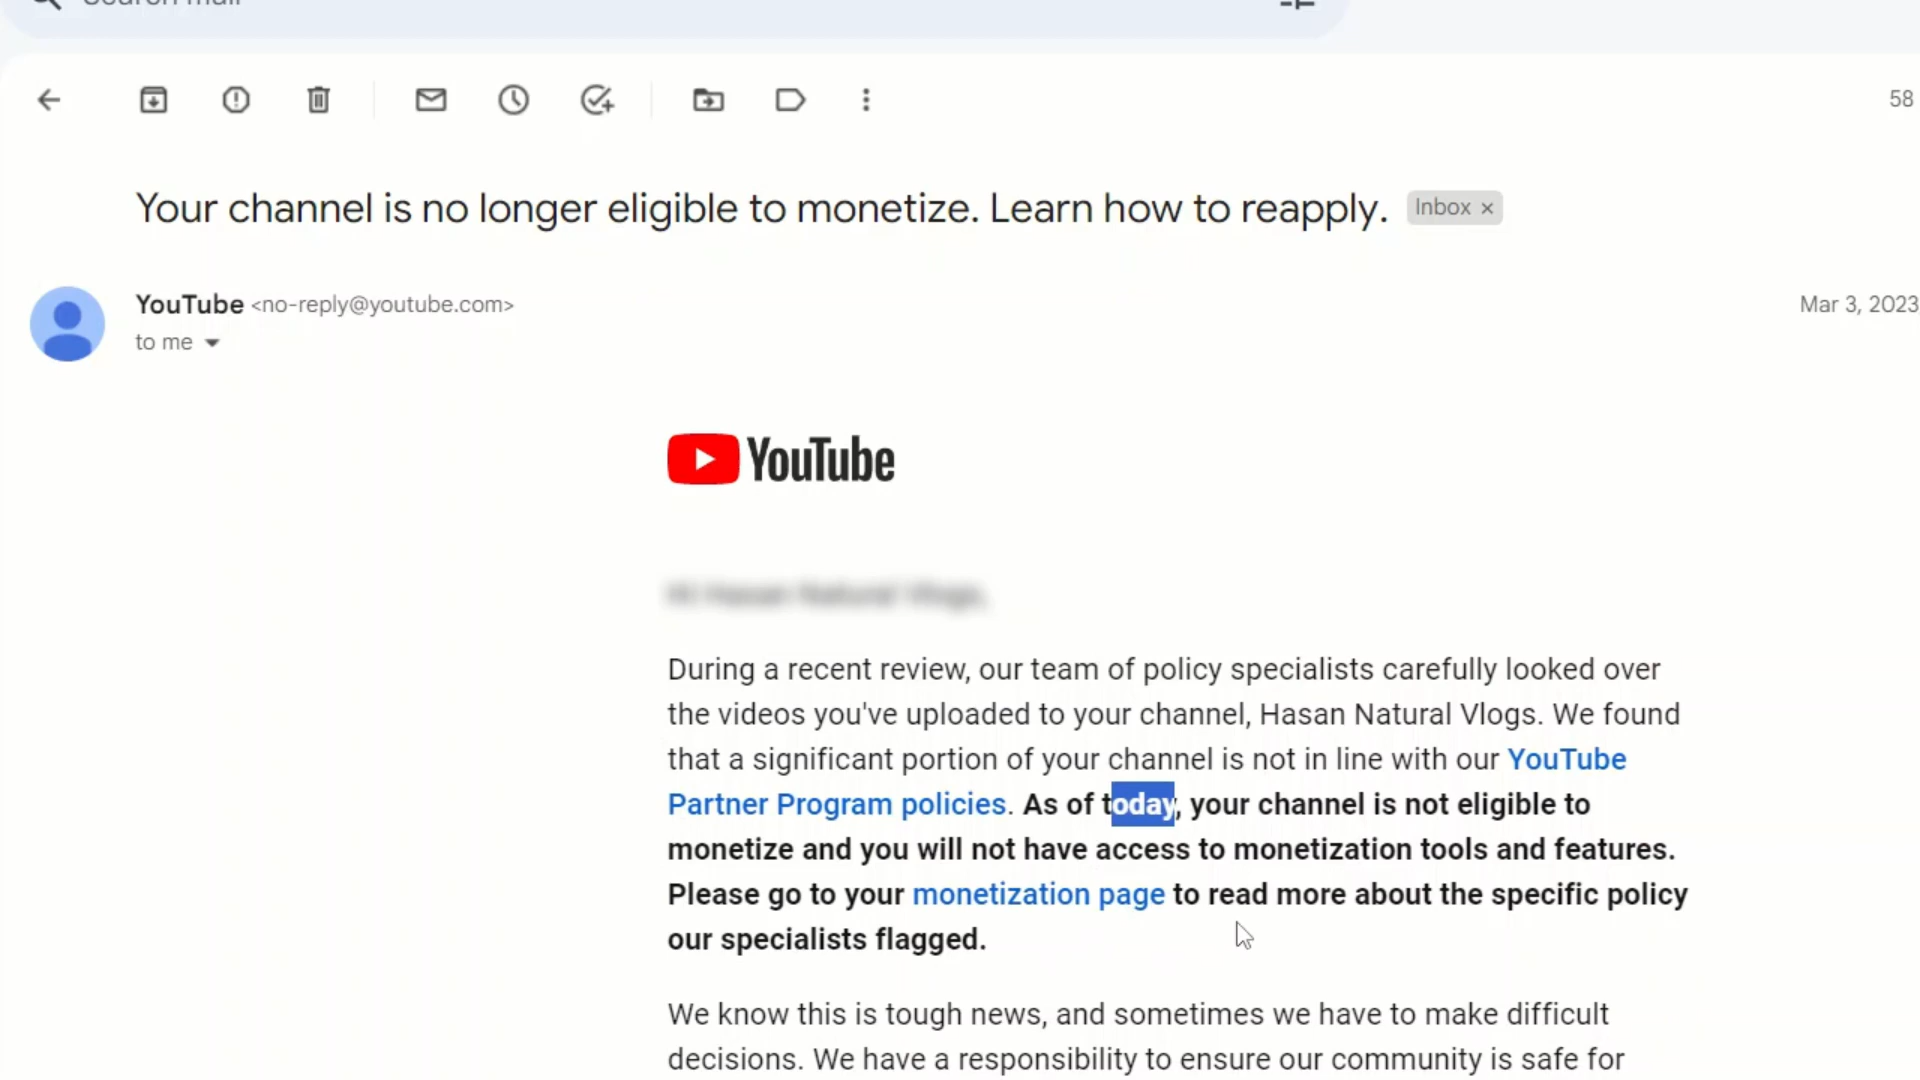 58
Your channel is no longer eligible to monetize. Learn how to reapply. Inbox ×
YouTube <no-reply@youtube.com>
Mar 3, 2023
to me
YouTube
During a recent review, our team of policy specialists carefully looked over
the videos you've uploaded to your channel, Hasan Natural Vlogs. We found
that a significant portion of your channel is not in line with our YouTube
Partner Program policies. As of today, your channel is not eligible to
monetize and you will not have access to monetization tools and features.
Please go to your monetization page to read more about the specific policy
our specialists flagged.
We know this is tough news, and sometimes we have to make difficult
decisions. We have a responsibility to ensure our community is safe for